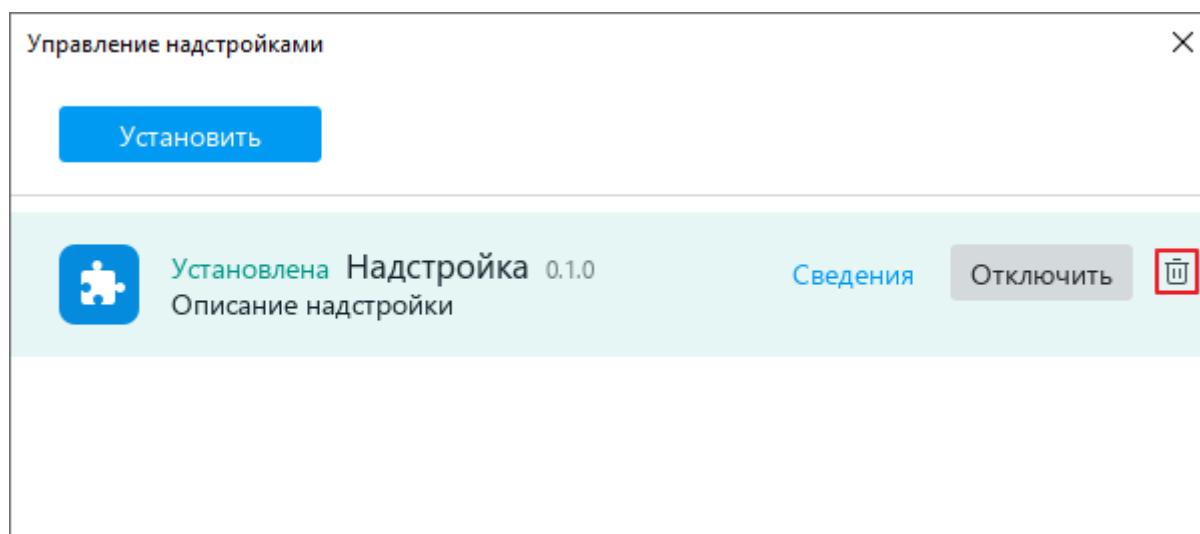 Управление надстройками
Установить
Установлена Надстройка 0.1.0 Сведения Отключить
Описание надстройки